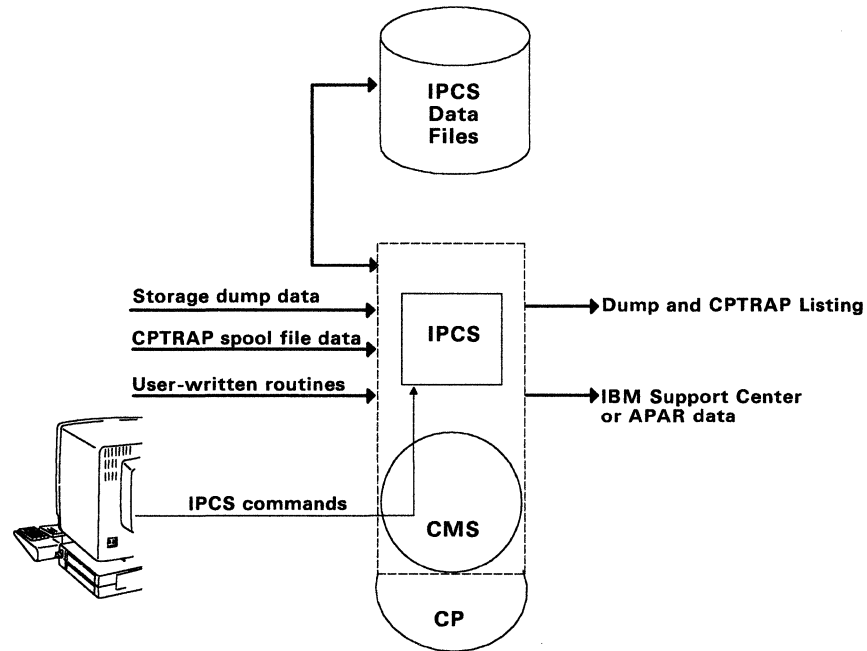 IPCS
Data
Files
Storage dump data
CPTRAP spool file data
User-written routines
IPCS
Dump and CPTRAP Listing
IBM Support Center
or APAR data
IPCS commands
CMS
CP